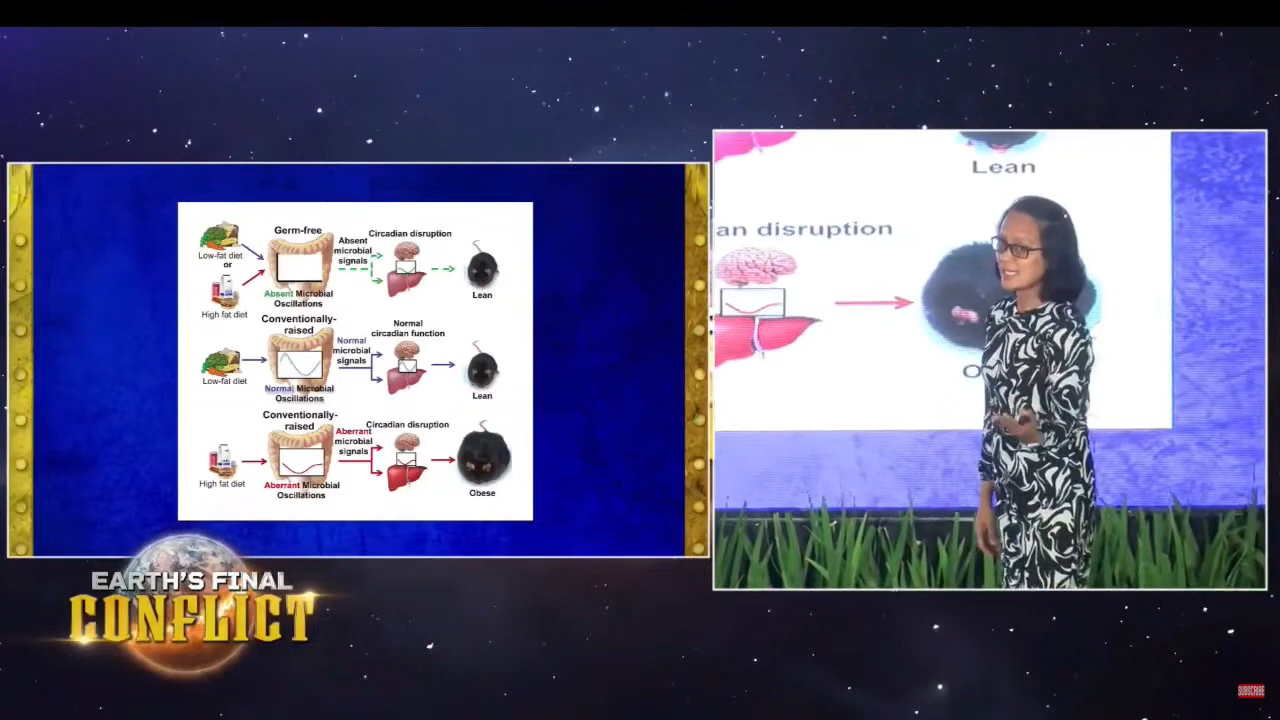 Germ-free
Low-fat diet
or
High fat diet
Absent Microbial
Oscillations
Absent
microbial
signals
Circadian disruption
Lean
Conventionally-
raised
Low-fat diet
Normal Microbial
Oscillations
Normal
microbial
signals
Normal
circadian function
Lean
Conventionally-
raised
High fat diet
Aberrant Microbial
Oscillations
Aberrant
microbial
signals
Circadian disruption
Obese
Lean
an disruption
O
EARTH'S FINAL
CONFLICT
SUBSCRIBE